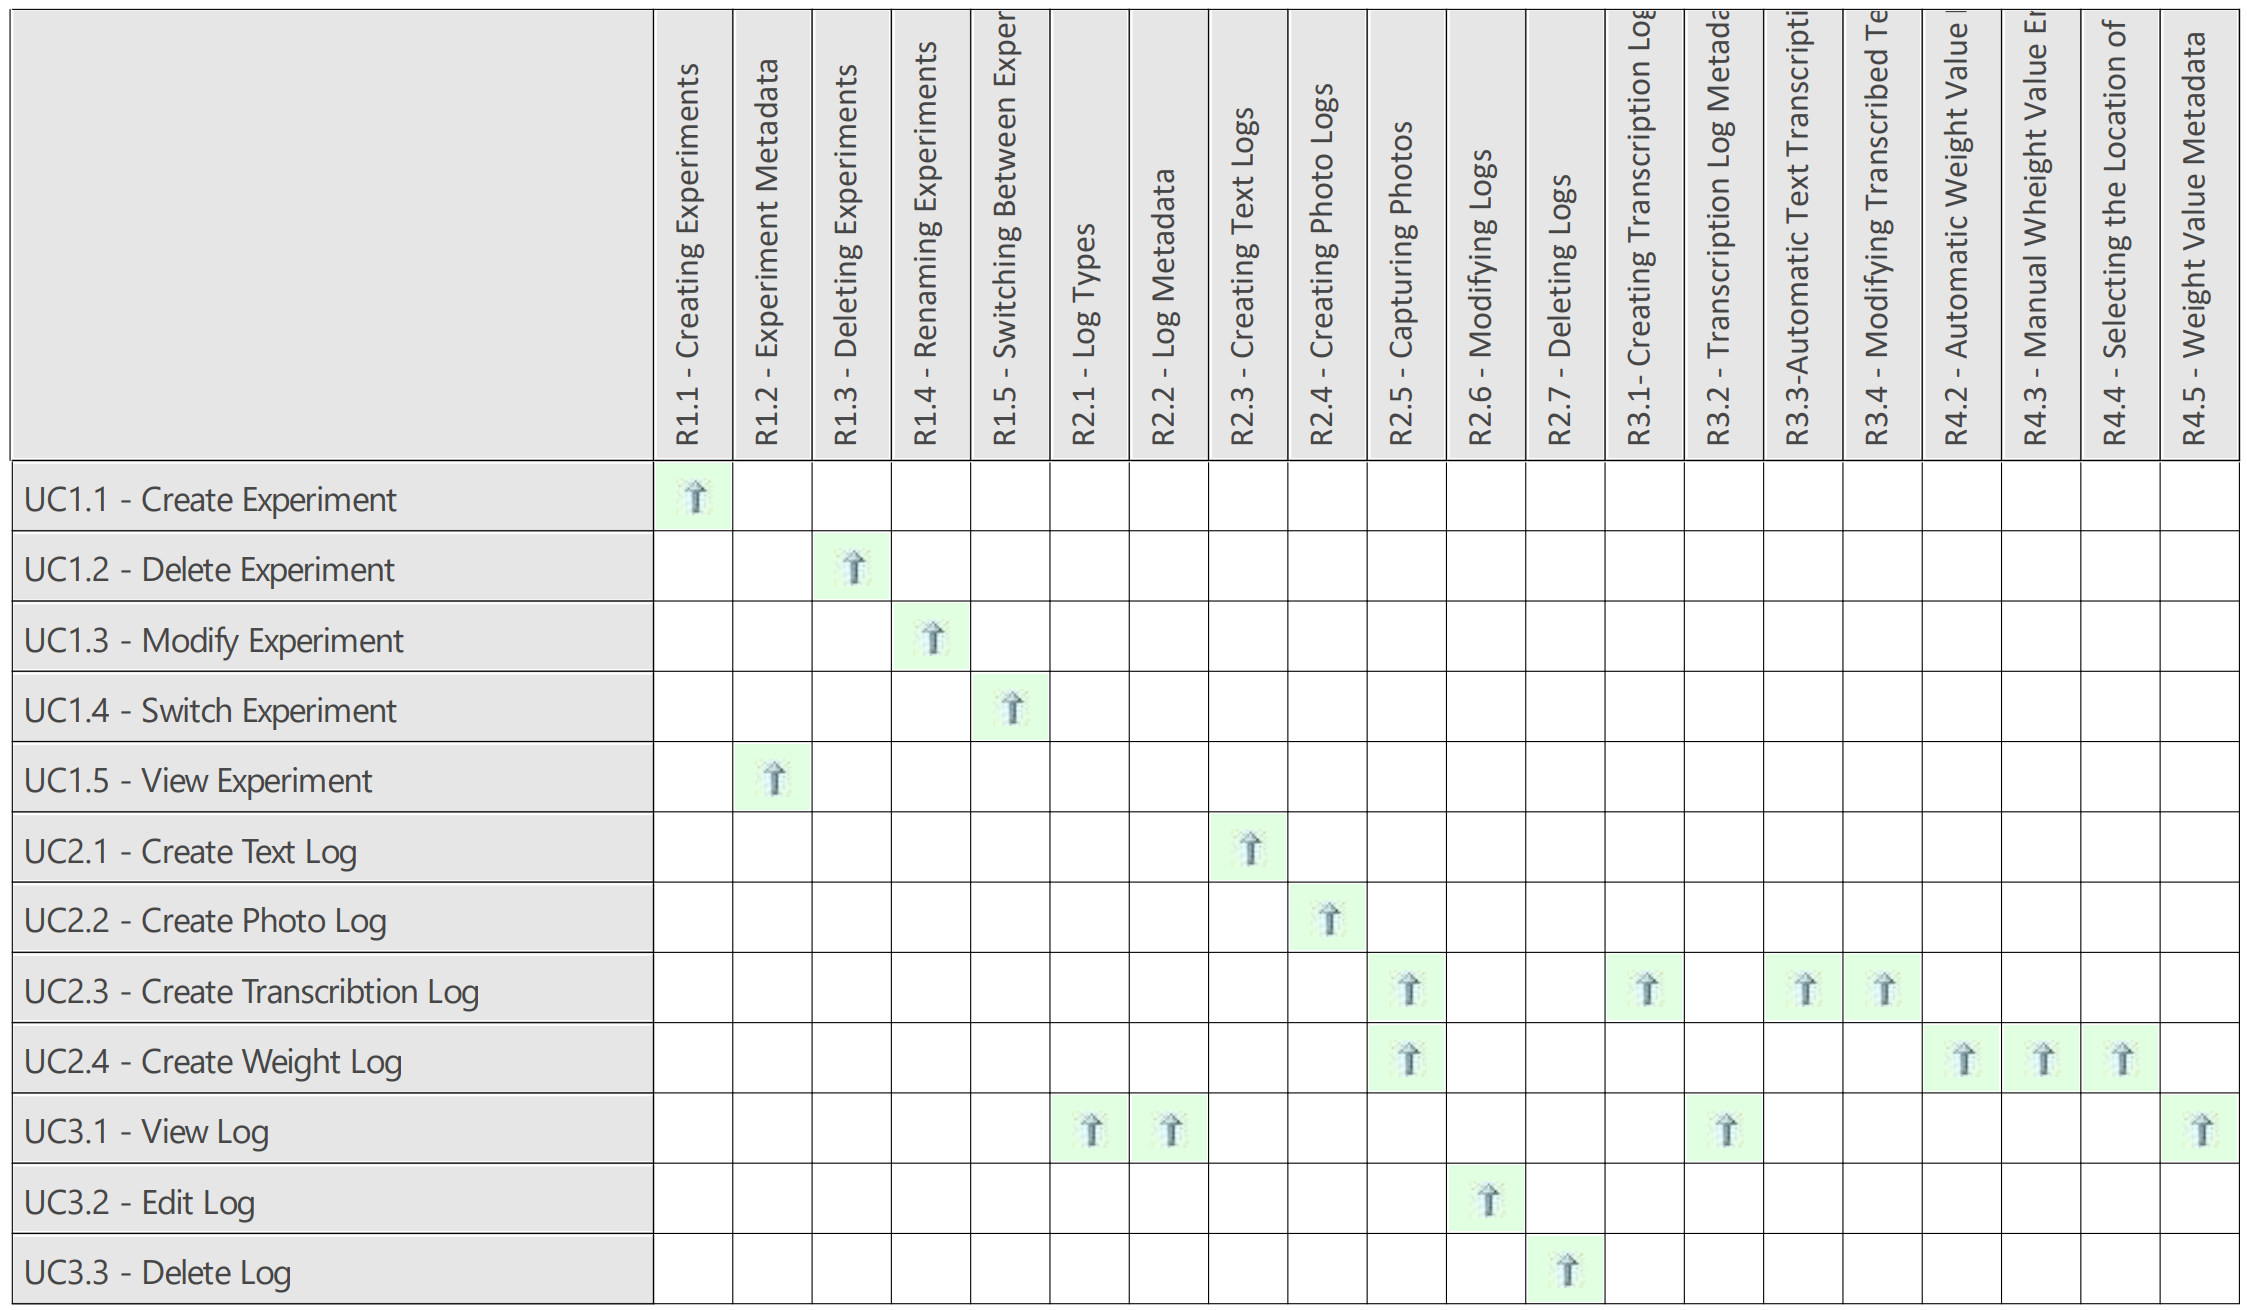 R1.1 - Creating Experiments
R1.2 - Experiment Metadata
R1.3 - Deleting Experiments
R1.4 - Renaming Experiments
R1.5 - Switching Between Exper
R2.1 - Log Types
R2.2 - Log Metadata
R2.3 - Creating Text Logs
R2.4 - Creating Photo Logs
R2.5 - Capturing Photos
R2.6 - Modifying Logs
R2.7 - Deleting Logs
R3.1- Creating Transcription Log
R3.2 - Transcription Log Metada
R3.3-Automatic Text Transcripti
R3.4 - Modifying Transcribed Te
R4.2 - Automatic Weight Value
R4.3 - Manual Wheight Value En
R4.4 - Selecting the Location of
R4.5 - Weight Value Metadata
UC1.1 - Create Experiment
UC1.2 - Delete Experiment
UC1.3 - Modify Experiment
UC1.4 - Switch Experiment
UC1.5 - View Experiment
UC2.1 - Create Text Log
UC2.2 - Create Photo Log
UC2.3 - Create Transcribtion Log
UC2.4 - Create Weight Log
UC3.1 - View Log
UC3.2 - Edit Log
UC3.3 - Delete Log